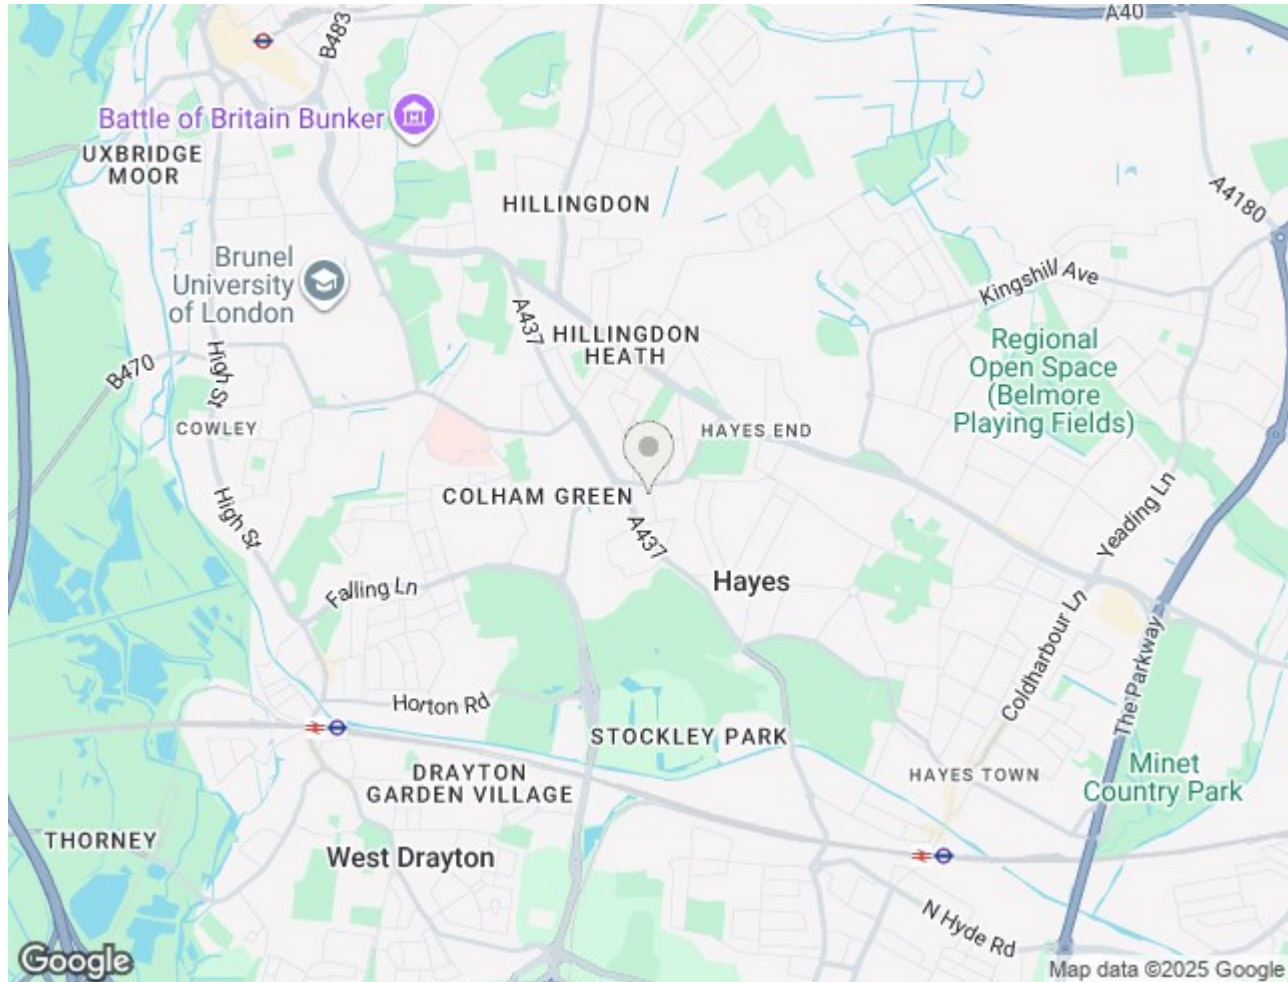 A40
B483
Battle of Britain Bunker
UXBRIDGE
MOOR
A4180
HILLINGDON
Brunel
University
of London
Kingshill Ave
A437
HILLINGDON
HEATH
Regional
Open Space
(Belmore
Playing Fields)
B470
High St
COWLEY
HAYES END
COLHAM GREEN
High St
A437
Yeading Ln
Falling Ln
Hayes
Coldharbour Ln
The Parkway
Horton Rd
STOCKLEY PARK
DRAYTON
GARDEN VILLAGE
HAYES TOWN
Minet
Country Park
THORNEY
West Drayton
N Hyde Rd
Google
Map data ©2025 Google